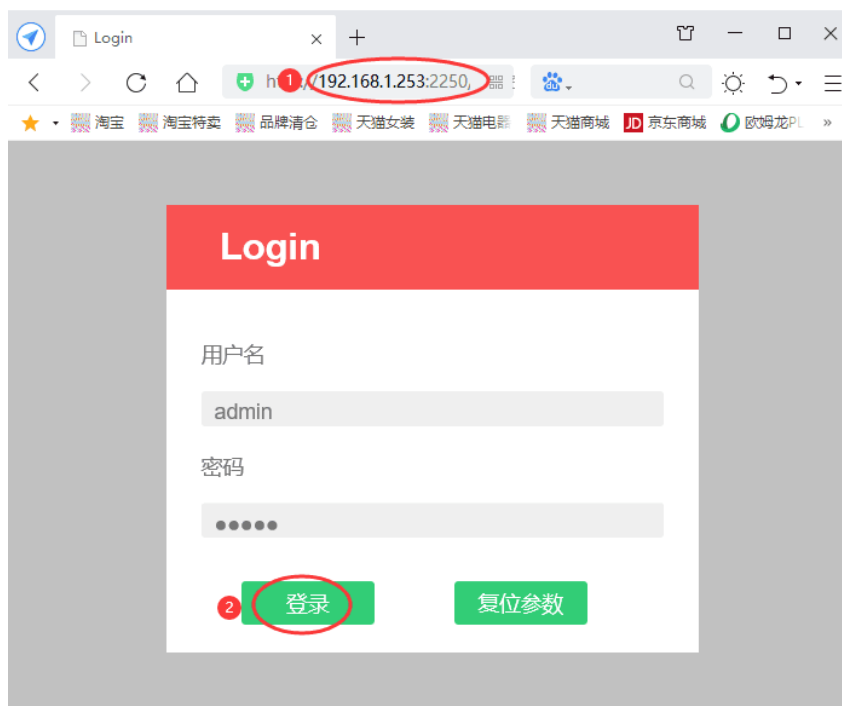 Login
1
192.168.1.253:2250,
淘宝 淘宝特卖 品牌清仓 天猫女装 天猫电器 天猫商城 JD 京东商城 欧姆龙PL
Login
用户名
admin
密码
2 登录 复位参数